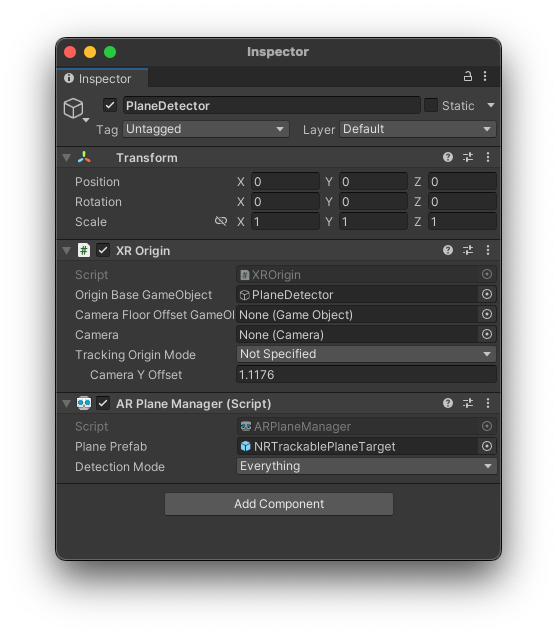 Inspector
Inspector
PlaneDetector
Static
Tag Untagged Layer Default
Transform
Position X 0 Y 0 Z 0
Rotation X 0 Y 0 Z 0
Scale X 1 Y 1 Z 1
# XR Origin
Script # XROrigin
Origin Base GameObject PlaneDetector
Camera Floor Offset GameOl None (Game Object)
Camera None (Camera)
Tracking Origin Mode Not Specified
Camera Y Offset 1.1176
AR Plane Manager (Script)
Script ARPlaneManager
Plane Prefab NRTrackablePlaneTarget
Detection Mode Everything
Add Component